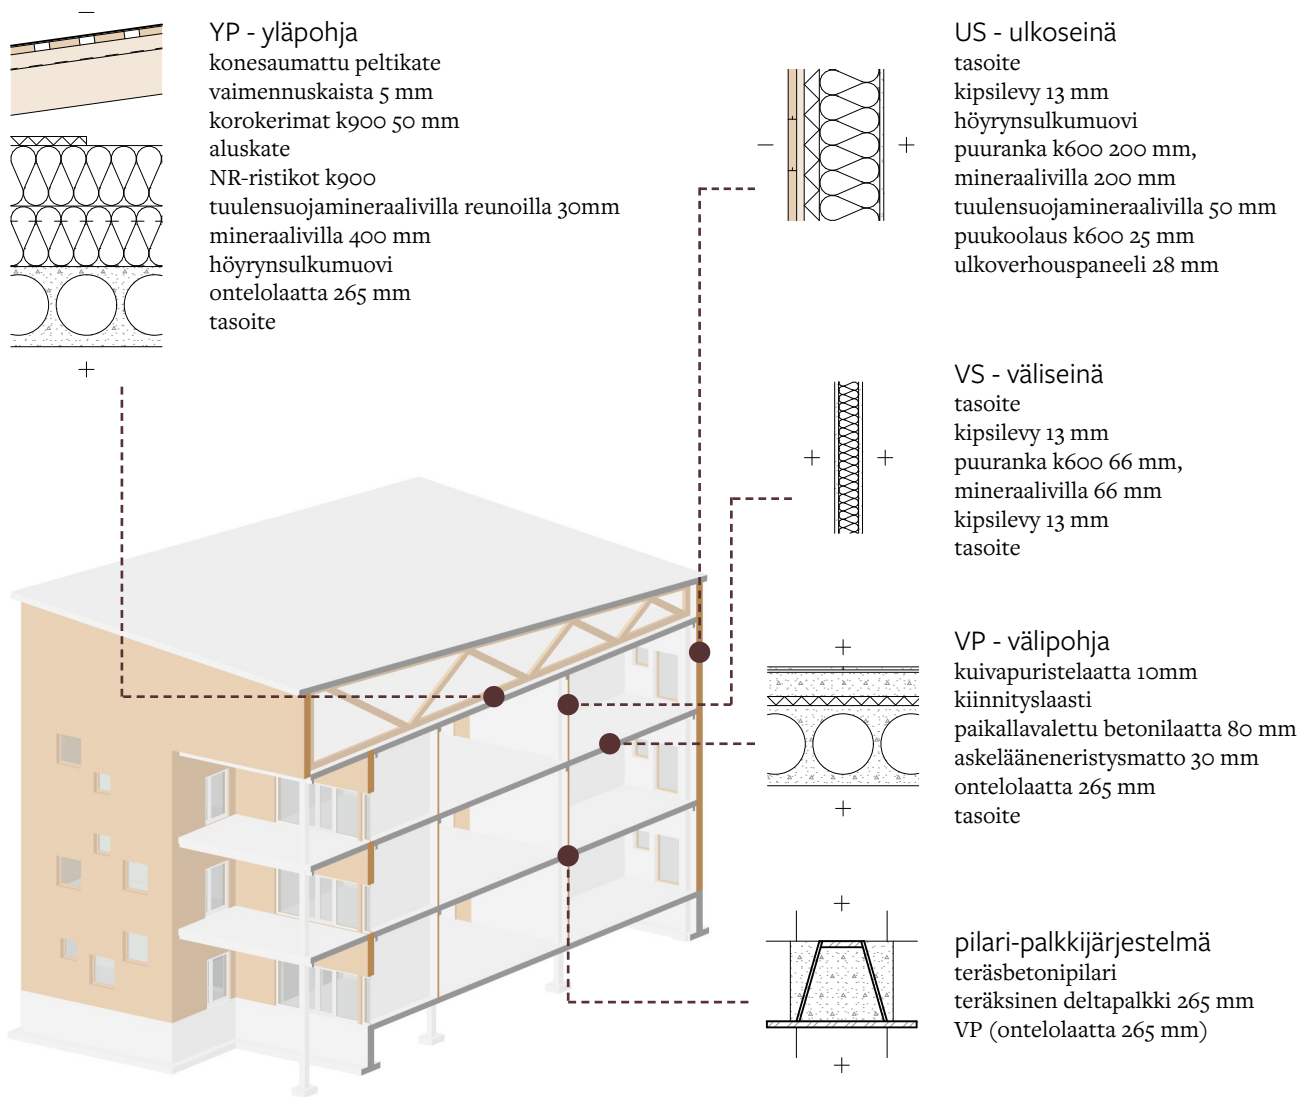 YP - yläpohja
konesaumattu peltikate
vaimennuskaista 5 mm
korokerimat k900 50 mm
aluskate
NR-ristikot k900
tuulensuojamineraalivilla reunoilla 30mm
mineraalivilla 400 mm
höyrynsulkumuovi
ontelolaatta 265 mm
tasoite
US - ulkoseinä
tasoite
kipsilevy 13 mm
höyrynsulkumuovi
puuranka k600 200 mm,
mineraalivilla 200 mm
tuulensuojamineraalivilla 50 mm
puukoolaus k600 25 mm
ulkoverhouspaneeli 28 mm
VS - väliseinä
tasoite
kipsilevy 13 mm
puuranka k600 66 mm,
mineraalivilla 66 mm
kipsilevy 13 mm
tasoite
VP - välipohja
kuivapuristelaatta 10mm
kiinnityslaasti
paikallavalettu betonilaatta 80 mm
askelääneneristysmatto 30 mm
ontelolaatta 265 mm
tasoite
pilari-palkkijärjestelmä
teräsbetonipilari
teräksinen deltapalkki 265 mm
VP (ontelolaatta 265 mm)